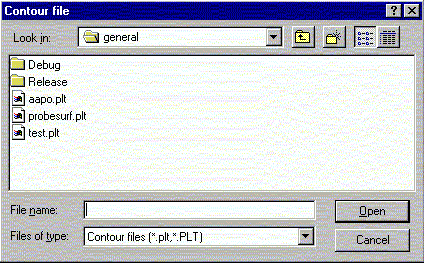 Contour file
Look in: general
Debug
Release
aapo.plt
probesurf.plt
test.plt
File name: Open
Files of type: Contour files (*.plt,*.PLT) Cancel